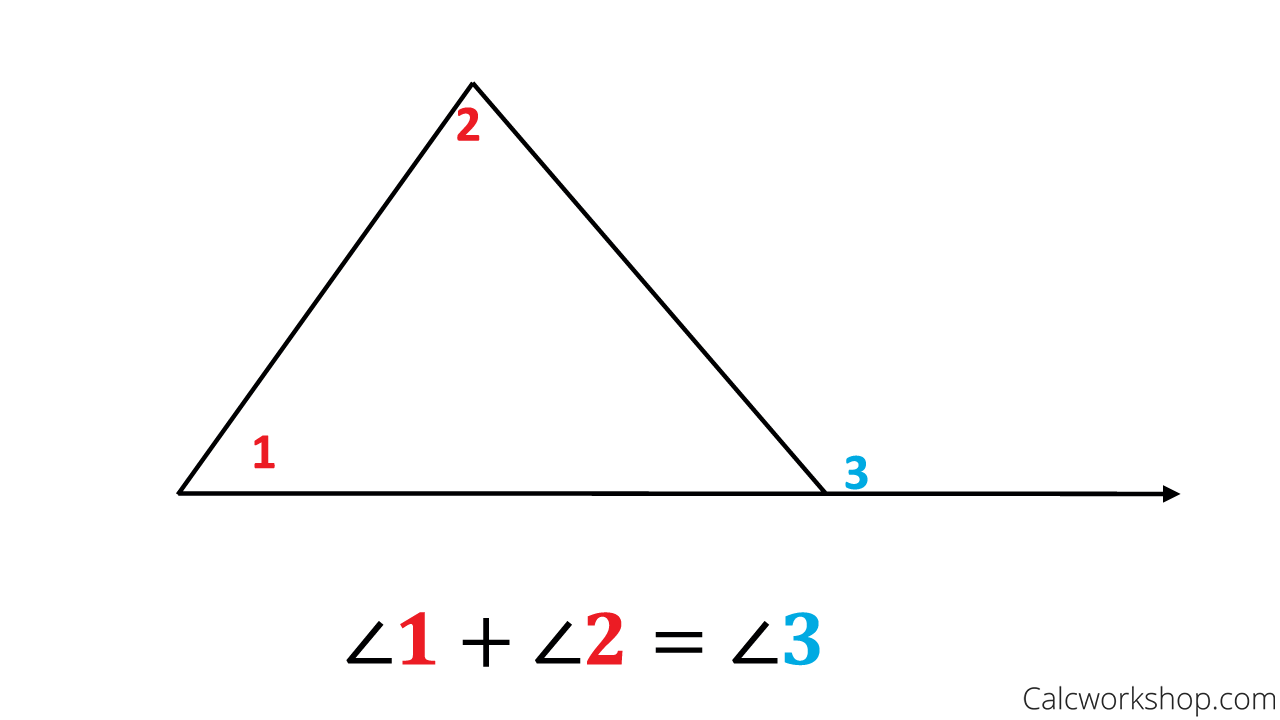 2
1
3
∠1 + ∠2 = ∠3
Calcworkshop.com